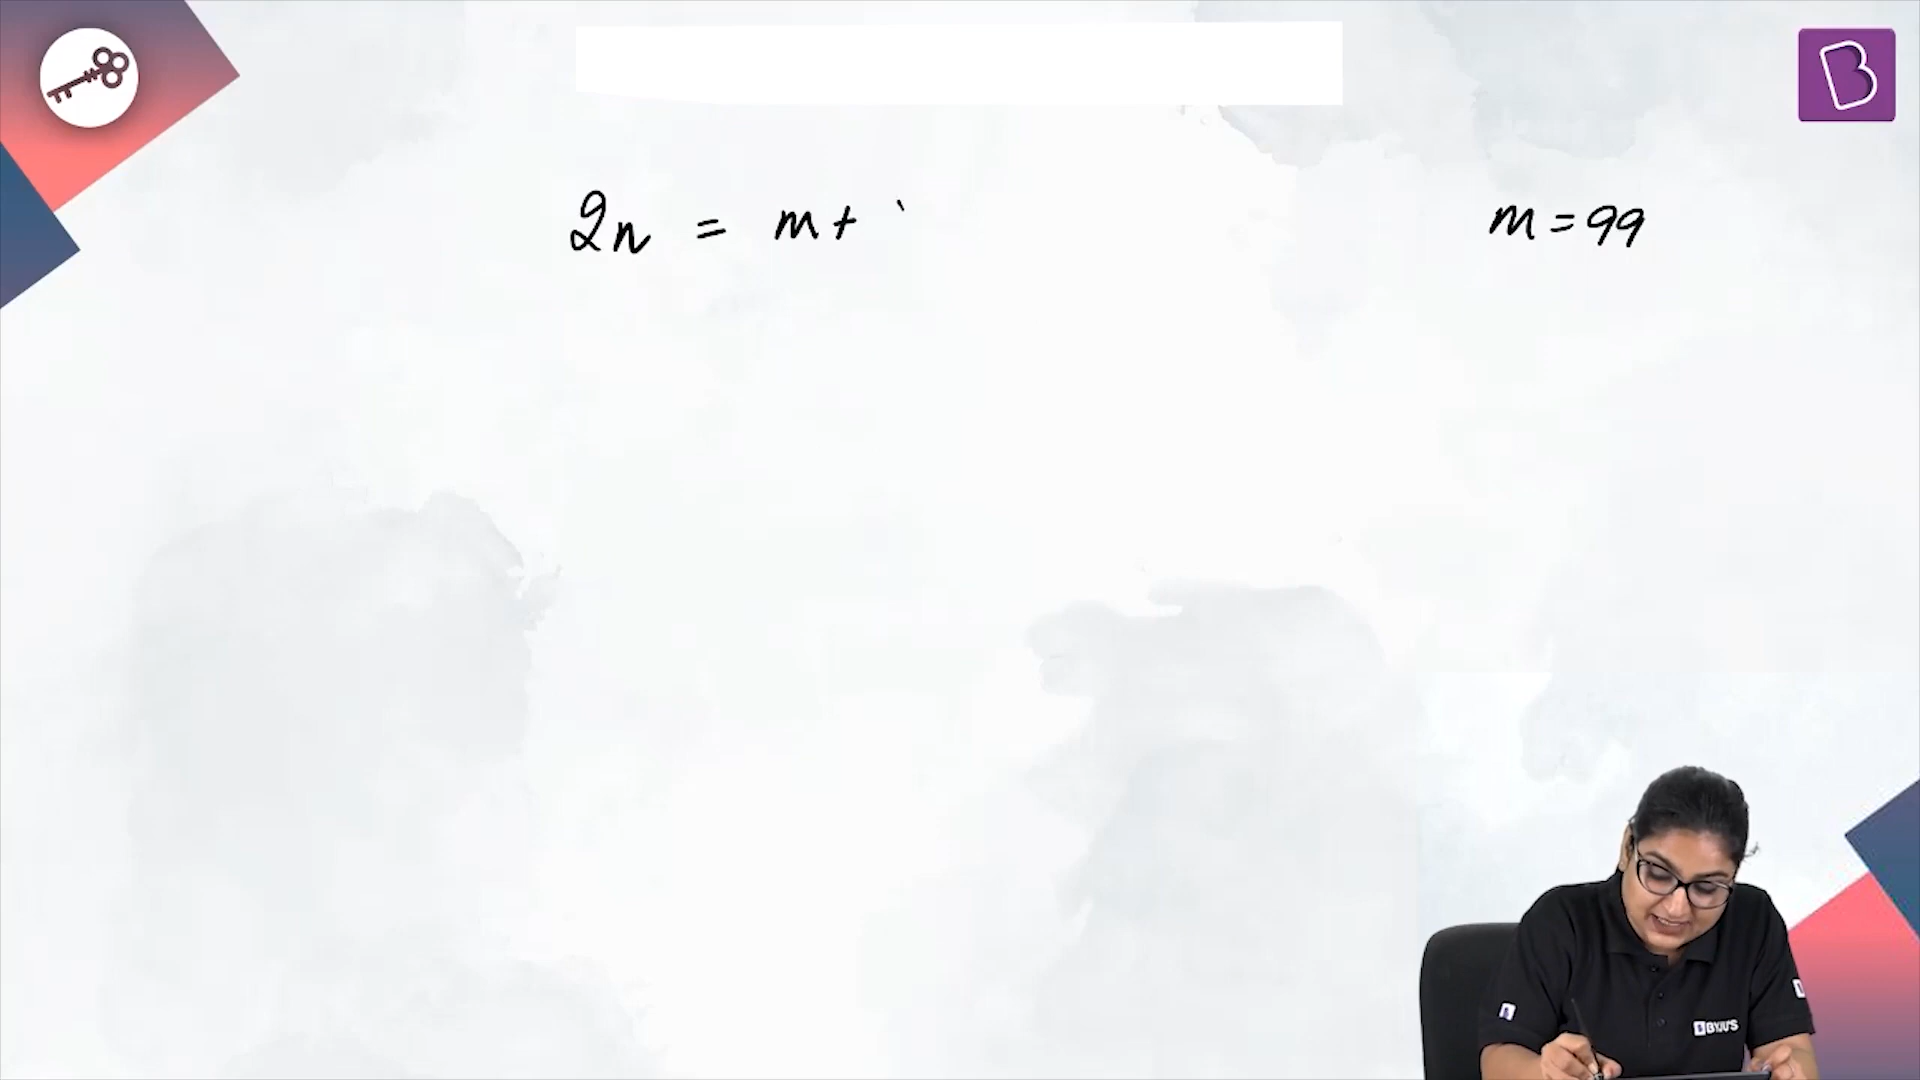 2n = m +
m = 99
BYJU'S